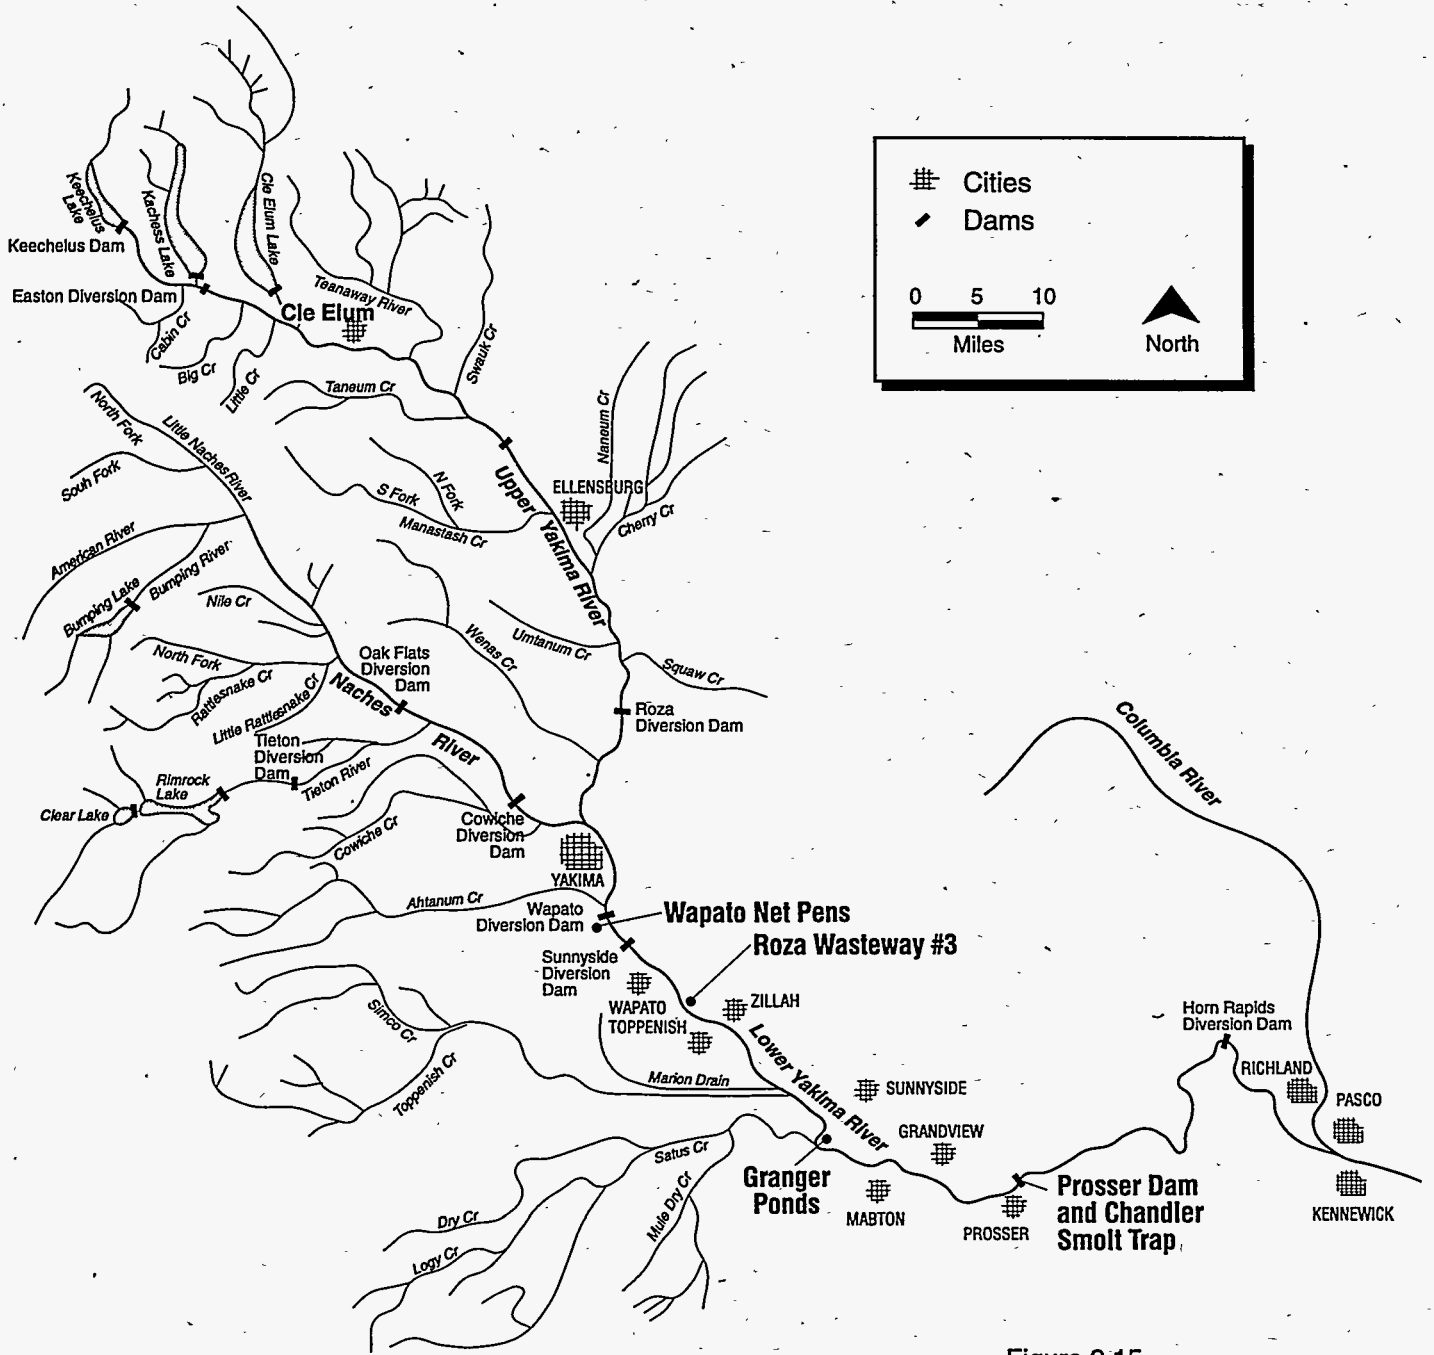 Cities
Dams
0 5 10
Miles
North
Keechelus
Lake
Keechelus Dam
Kachess Lake
Cle Elum Lake
Easton Diversion Dam
Cle Elum
Teanaway River
Cabin Cr
Big Cr
Little Cr
Swauk Cr
Taneum Cr
North Fork
Little Naches River
South Fork
Naneum Cr
ELLENSBURG
Cherry Cr
N Fork
S Fork
Manastash Cr
Upper Yakima River
American River
Bumping Lake
Bumping River
Nile Cr
North Fork
Rattlesnake Cr
Little Rattlesnake Cr
Oak Flats
Diversion
Dam
Wenas Cr
Umtanum Cr
Squaw Cr
Roza
Diversion Dam
Naches River
Tieton
Diversion
Dam
Tieton River
Rimrock
Lake
Clear Lake
Cowiche
Diversion
Dam
Cowiche Cr
YAKIMA
Columbia River
Ahtanum Cr
Wapato
Diversion Dam
Wapato Net Pens
Roza Wasteway #3
Sunnyside
Diversion
Dam
WAPATO
ZILLAH
TOPPENISH
Simco Cr
Toppenish Cr
Marion Drain
Lower Yakima River
SUNNYSIDE
GRANDVIEW
Horn Rapids
Diversion Dam
RICHLAND
PASCO
KENNEWICK
Satus Cr
Mule Dry Cr
Dry Cr
Logy Cr
Granger
Ponds
MABTON
PROSSER
Prosser Dam
and Chandler
Smolt Trap